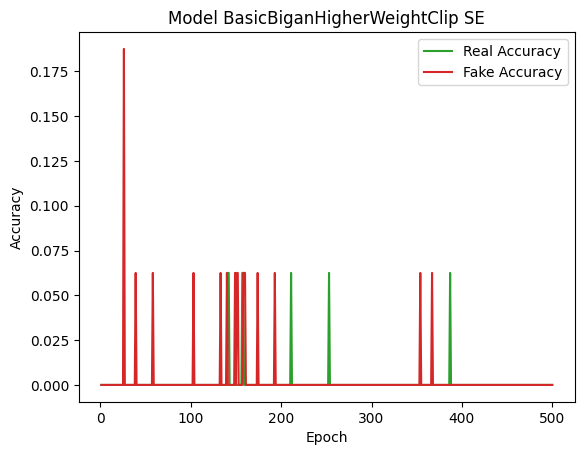 Model BasicBiganHigherWeightClip SE
Real Accuracy
Fake Accuracy
0.175
0.150
0.125
0.100
0.075
0.050
0.025
0.000
Accuracy
0 100 200 300 400 500
Epoch